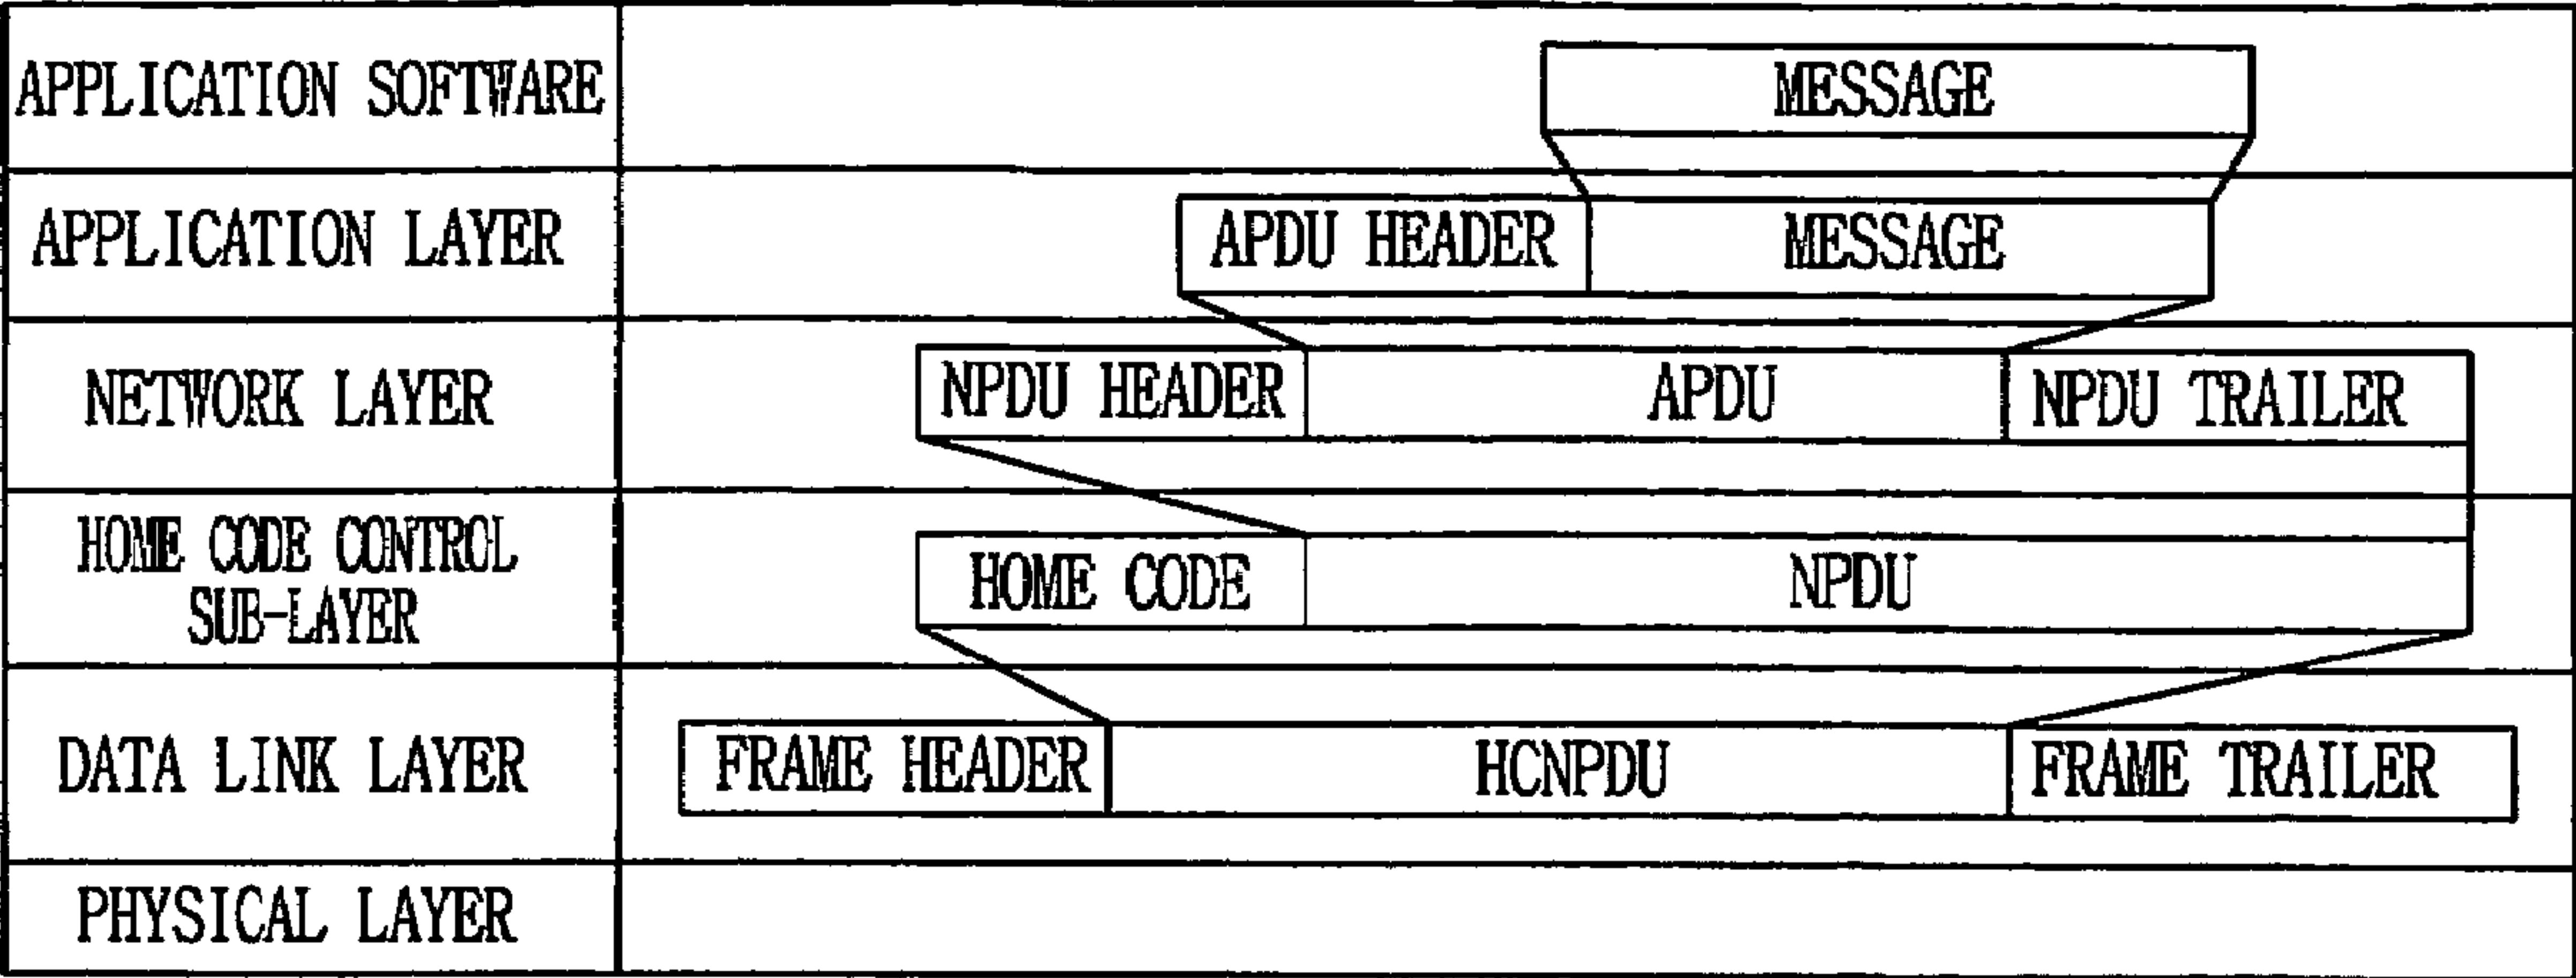 APPLICATION SOFTWARE
MESSAGE
APPLICATION LAYER
APDU HEADER
MESSAGE
NETWORK LAYER
NPDU HEADER
APDU
NPDU TRAILER
HOME CODE CONTROL
SUB-LAYER
HOME CODE
NPDU
DATA LINK LAYER
FRAME HEADER
HCNPDU
FRAME TRAILER
PHYSICAL LAYER